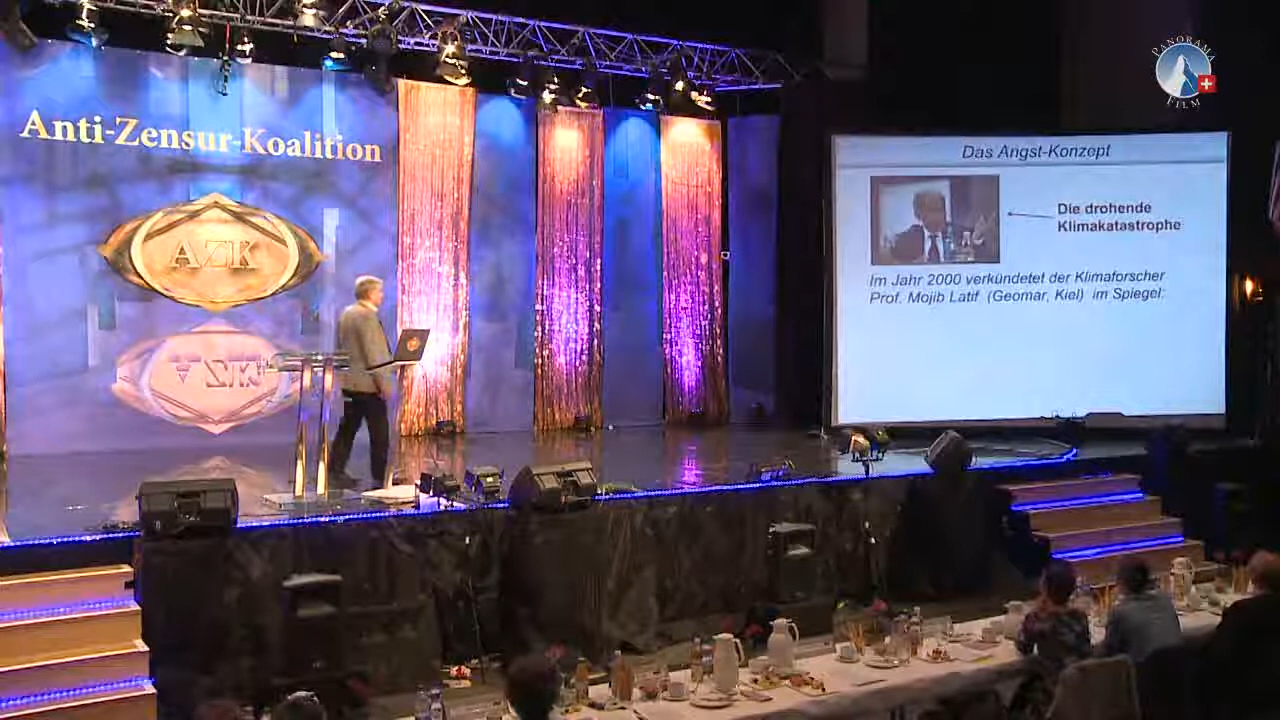 Anti-Zensur-Koalition
AZK
PANORAMA
FILM
Das Angst-Konzept
Die drohende
Klimakatastrophe
Im Jahr 2000 verkündetet der Klimaforscher
Prof. Mojib Latif (Geomar, Kiel) im Spiegel: